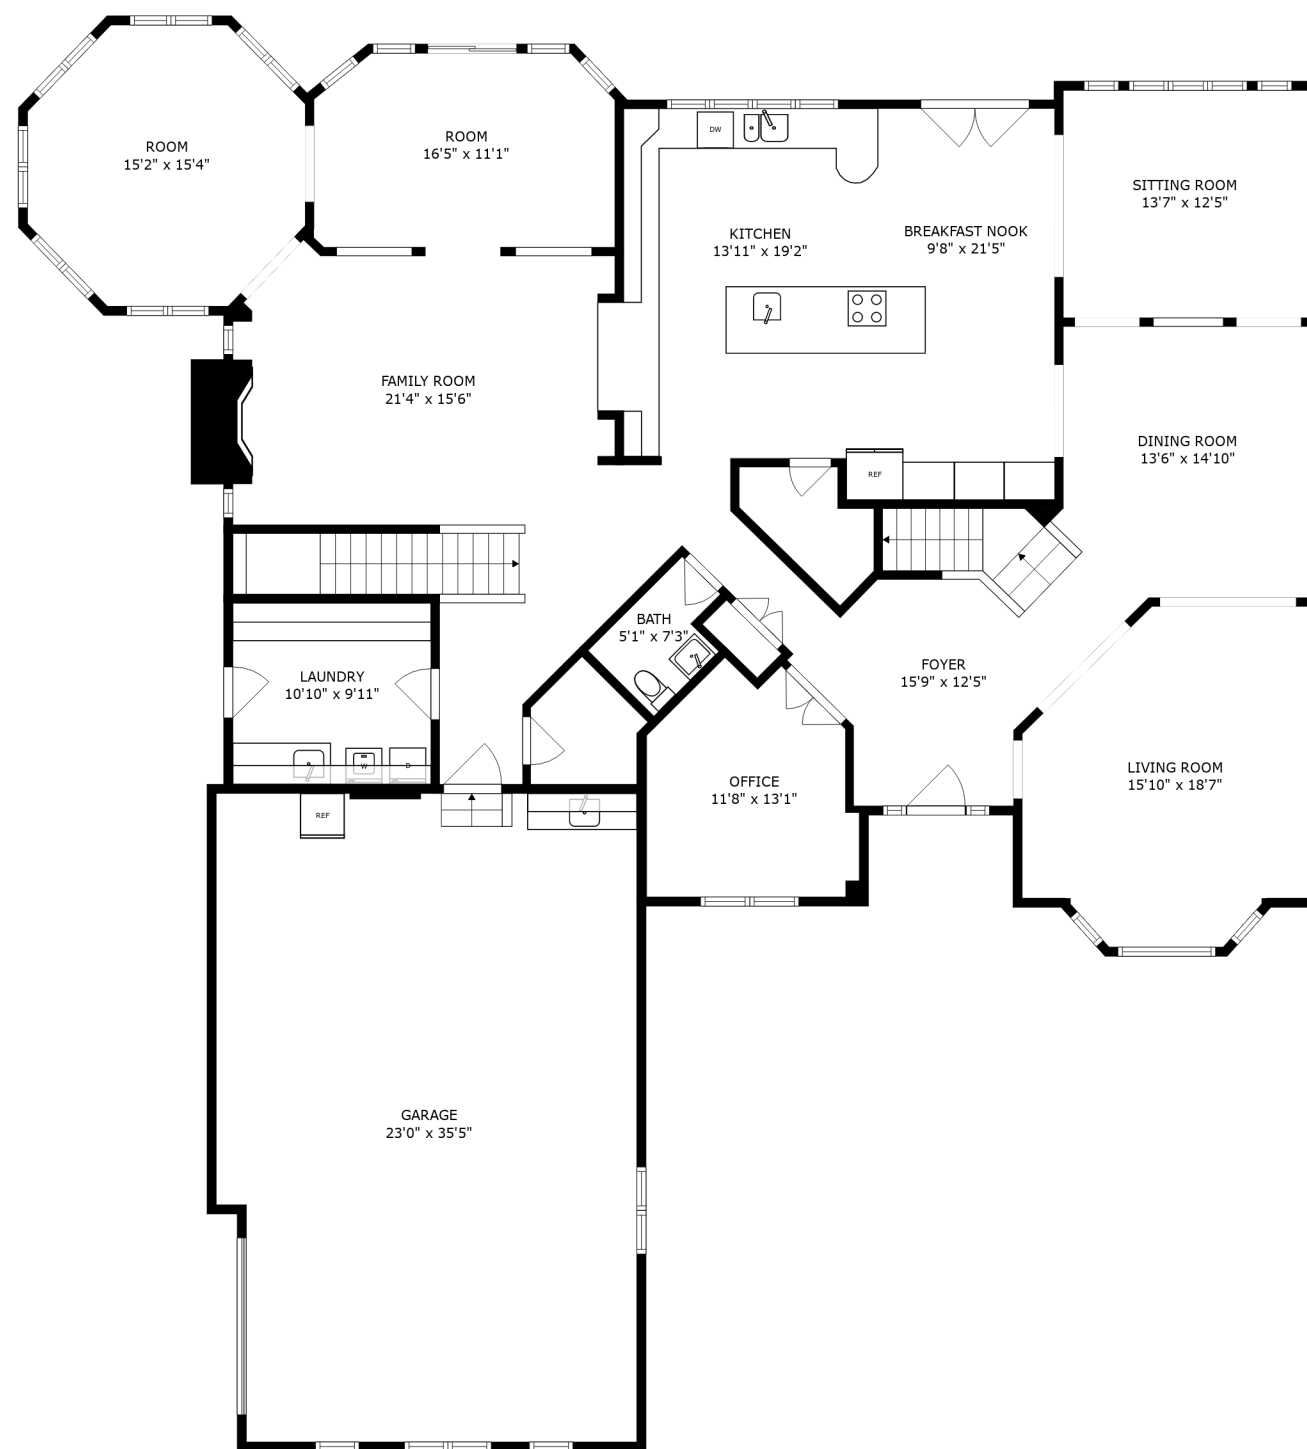 ROOM
15'2" x 15'4"
ROOM
16'5" x 11'1"
DW
SITTING ROOM
13'7" x 12'5"
KITCHEN
13'11" x 19'2"
BREAKFAST NOOK
9'8" x 21'5"
FAMILY ROOM
21'4" x 15'6"
DINING ROOM
13'6" x 14'10"
REF
BATH
5'1" x 7'3"
FOYER
15'9" x 12'5"
LAUNDRY
10'10" x 9'11"
W
D
OFFICE
11'8" x 13'1"
LIVING ROOM
15'10" x 18'7"
REF
GARAGE
23'0" x 35'5"